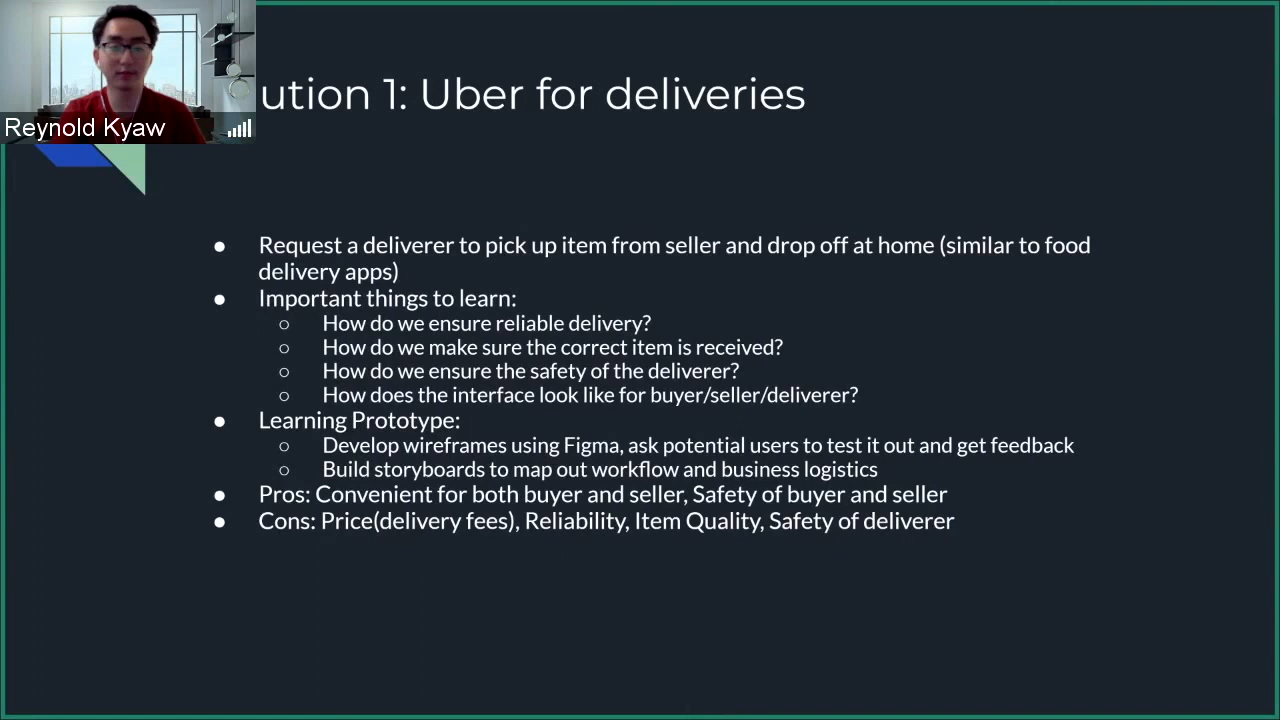 ution 1: Uber for deliveries
Reynold Kyaw
● Request a deliverer to pick up item from seller and drop off at home (similar to food
delivery apps)
● Important things to learn:
○ How do we ensure reliable delivery?
○ How do we make sure the correct item is received?
○ How do we ensure the safety of the deliverer?
○ How does the interface look like for buyer/seller/deliverer?
● Learning Prototype:
○ Develop wireframes using Figma, ask potential users to test it out and get feedback
○ Build storyboards to map out workflow and business logistics
● Pros: Convenient for both buyer and seller, Safety of buyer and seller
● Cons: Price(delivery fees), Reliability, Item Quality, Safety of deliverer